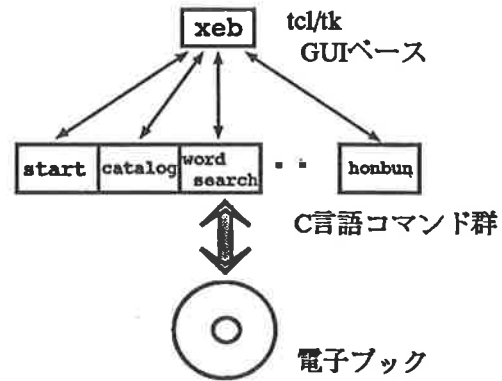 xeb
tcl/tk
GUIベース
start
catalog
word
search
・・
honbun
C言語コマンド群
電子ブック